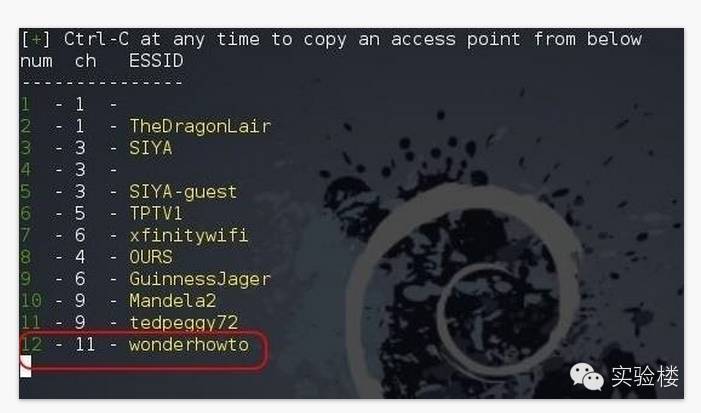 [+] Ctrl-C at any time to copy an access point from below
num ch ESSID
---------------
1 - 1 -
2 - 1 - TheDragonLair
3 - 3 - SIYA
4 - 3 -
5 - 3 - SIYA-guest
6 - 5 - TPTV1
7 - 6 - xfinitywifi
8 - 4 - OURS
9 - 6 - GuinnessJager
10 - 9 - Mandela2
11 - 9 - tedpeggy72
12 - 11 - wonderhowto
实验楼